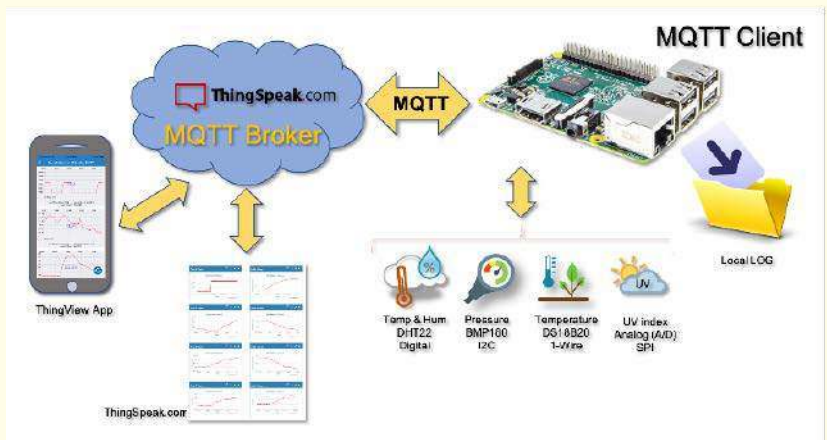 MQTT Client
ThingSpeak.com
MQTT Broker
MQTT
Local LOG
ThingView App
Temp & Hum
DHT22
Digital
Pressure
BMP180
I2C
Temperature
DS18B20
1-Wire
UV
UV index
Analog (A/D)
SPI
%
ThingSpeak.com